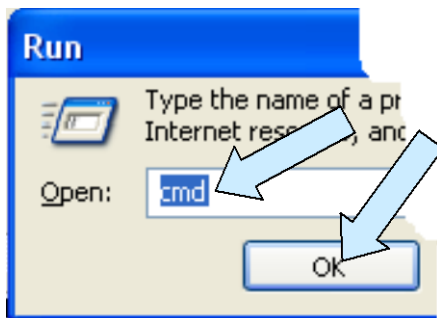 Run
Type the name of a pr
Internet res , and
Open:
cmd
OK